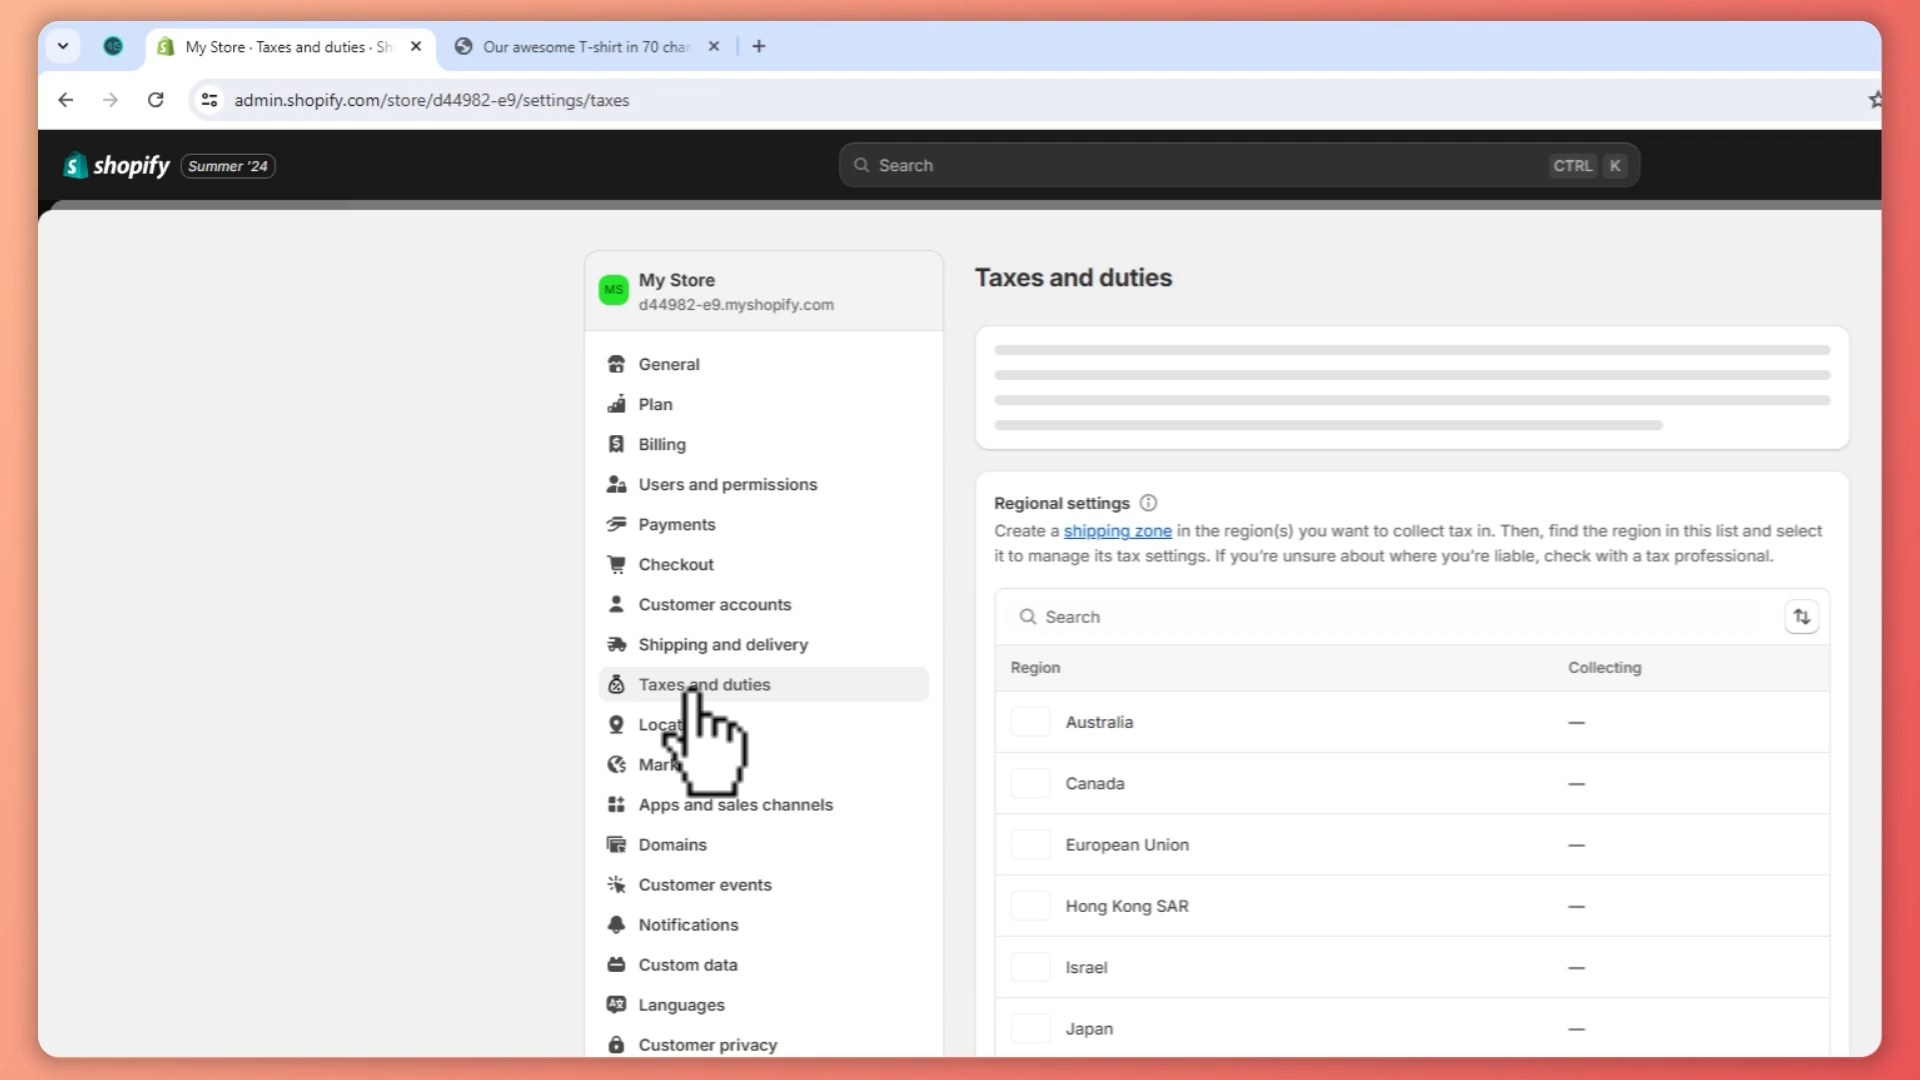 My Store · Taxes and duties · Sh
Our awesome T-shirt in 70 char
admin.shopify.com/store/d44982-e9/settings/taxes
shopify
Summer '24
Search
CTRL K
MS
My Store
d44982-e9.myshopify.com
General
Plan
Billing
Users and permissions
Payments
Checkout
Customer accounts
Shipping and delivery
Taxes and duties
Locat
Mark
Apps and sales channels
Domains
Customer events
Notifications
Custom data
Languages
Customer privacy
Taxes and duties
Regional settings
Create a shipping zone in the region(s) you want to collect tax in. Then, find the region in this list and select
it to manage its tax settings. If you're unsure about where you're liable, check with a tax professional.
Search
Region Collecting
Australia —
Canada —
European Union —
Hong Kong SAR —
Israel —
Japan —